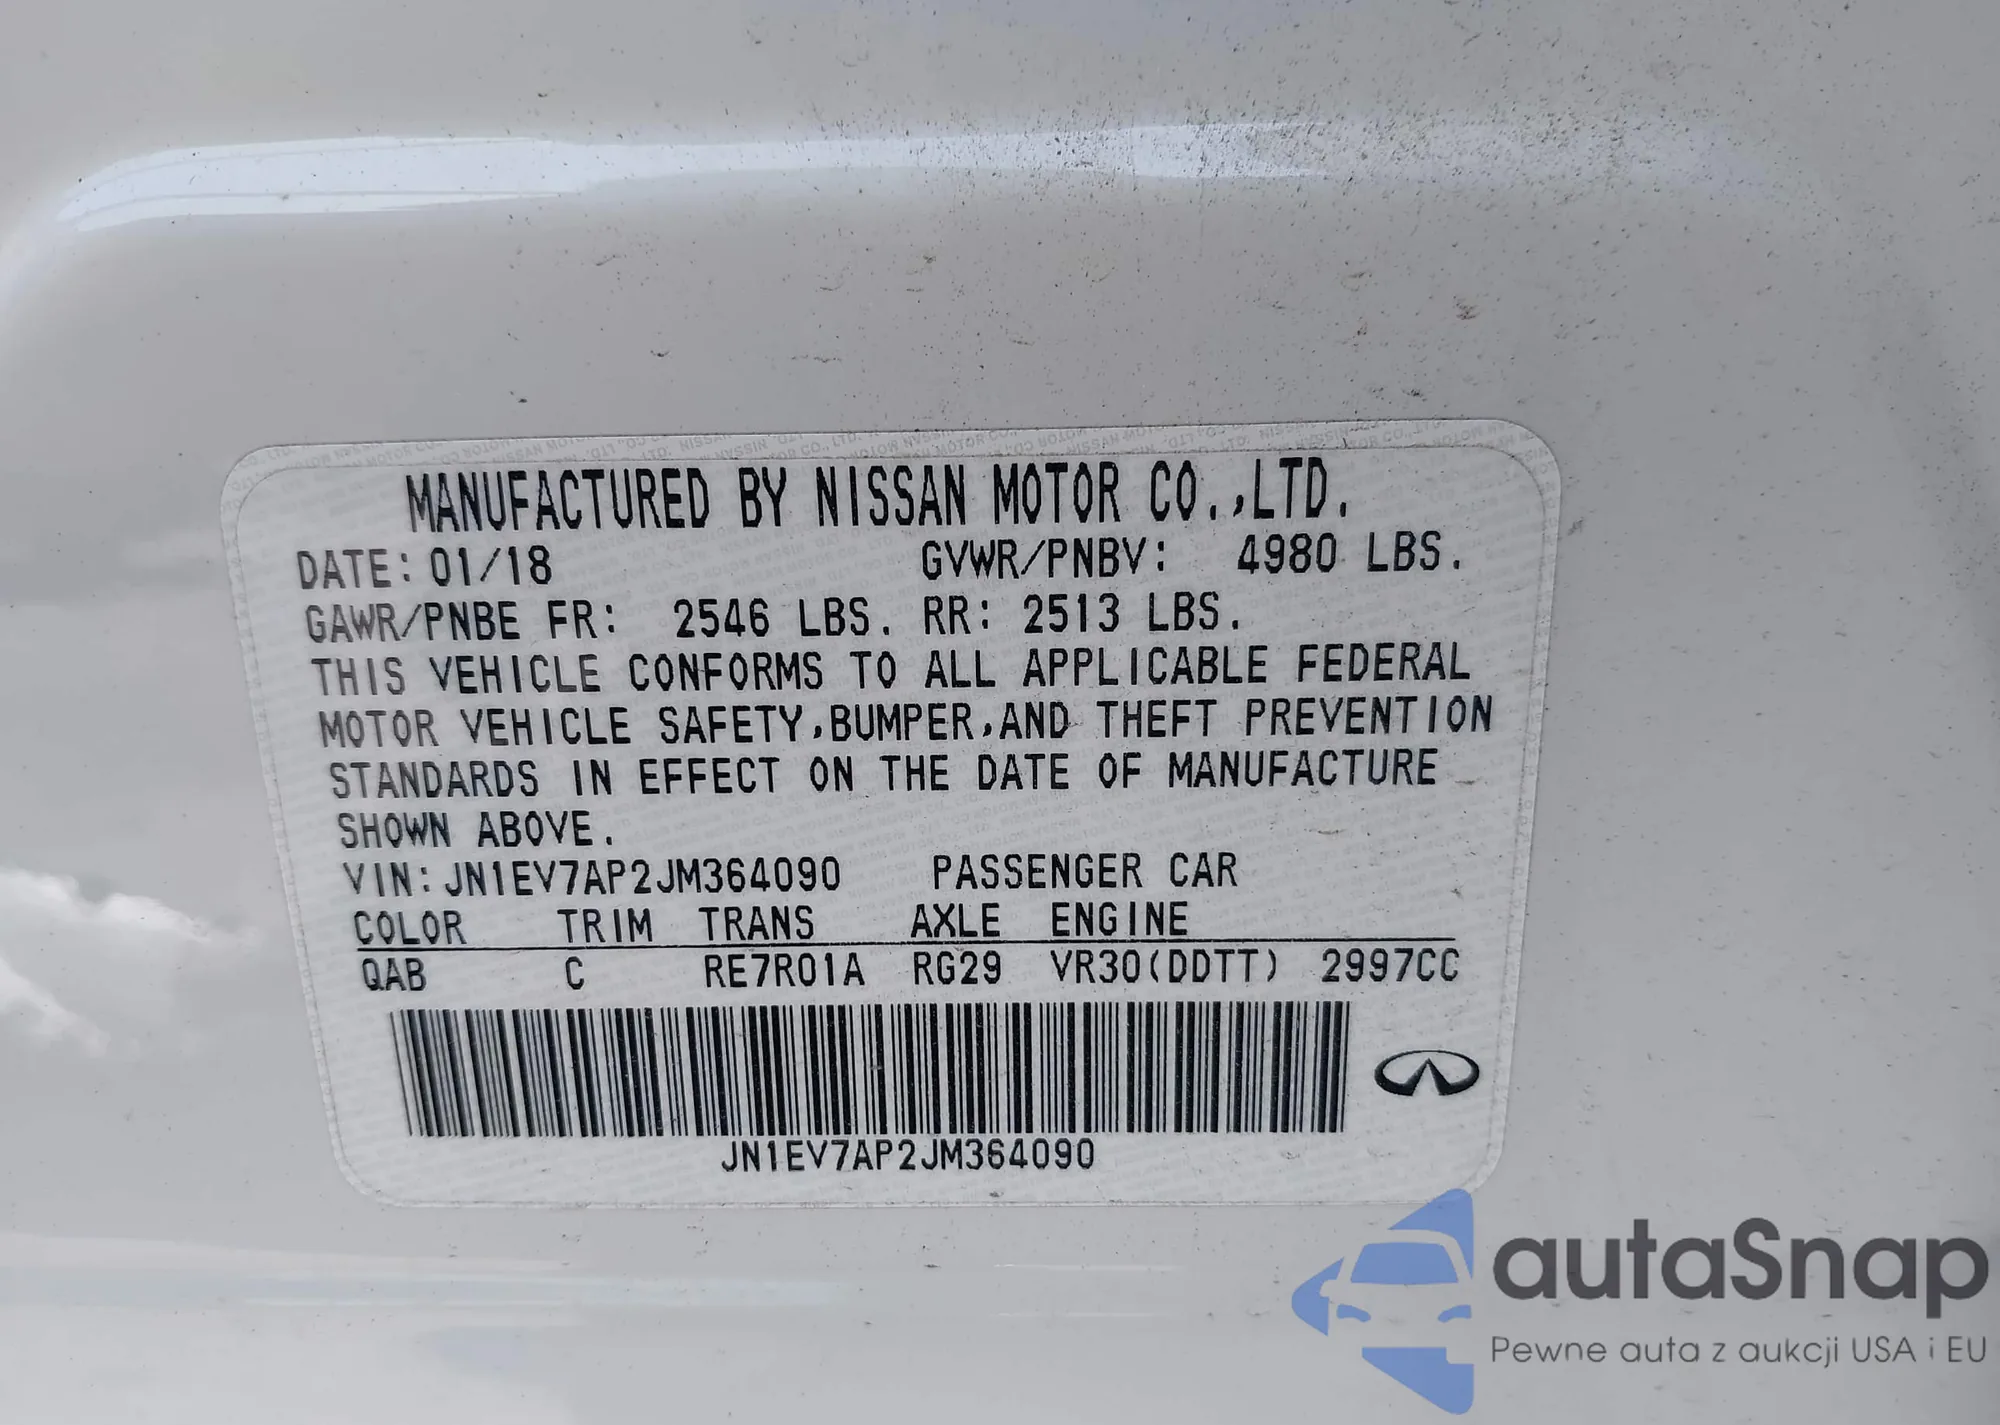 MANUFACTURED BY NISSAN MOTOR CO.,LTD.
DATE: 01/18 GVWR/PNBV: 4980 LBS.
GAWR/PNBE FR: 2546 LBS. RR: 2513 LBS.
THIS VEHICLE CONFORMS TO ALL APPLICABLE FEDERAL
MOTOR VEHICLE SAFETY,BUMPER,AND THEFT PREVENTION
STANDARDS IN EFFECT ON THE DATE OF MANUFACTURE
SHOWN ABOVE.
VIN: JN1EV7AP2JM364090 PASSENGER CAR
COLOR TRIM TRANS AXLE ENGINE
QAB C RE7R01A RG29 VR30(DDTT) 2997CC
JN1EV7AP2JM364090
autaSnap
Pewne auta z aukcji USA i EU